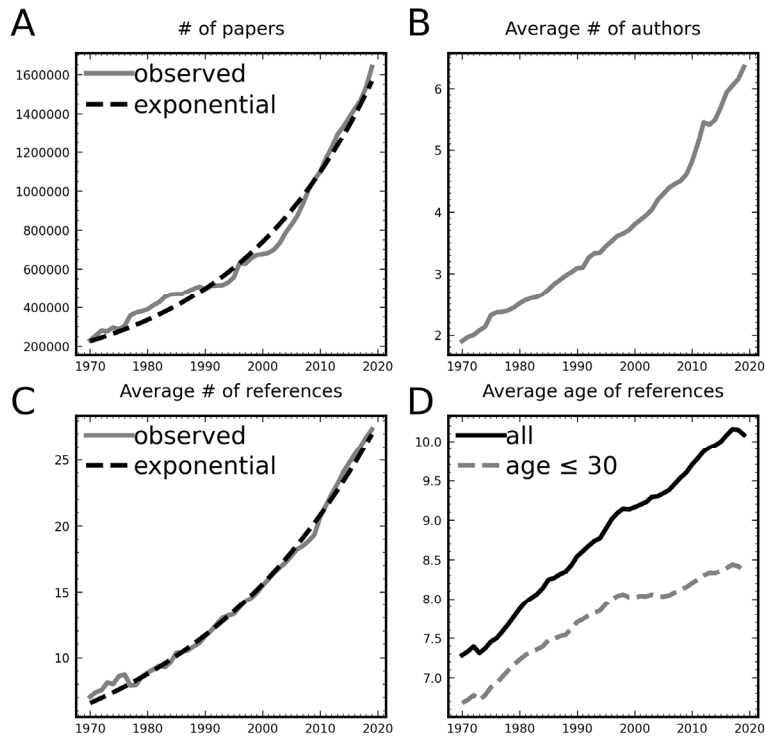 A
# of papers
observed
exponential
1600000
1400000
1200000
1000000
800000
600000
400000
200000
1970 1980 1990 2000 2010 2020
B
Average # of authors
6
5
4
3
2
1970 1980 1990 2000 2010 2020
C
Average # of references
observed
exponential
25
20
15
10
1970 1980 1990 2000 2010 2020
D
Average age of references
all
age ≤ 30
10.0
9.5
9.0
8.5
8.0
7.5
7.0
1970 1980 1990 2000 2010 2020